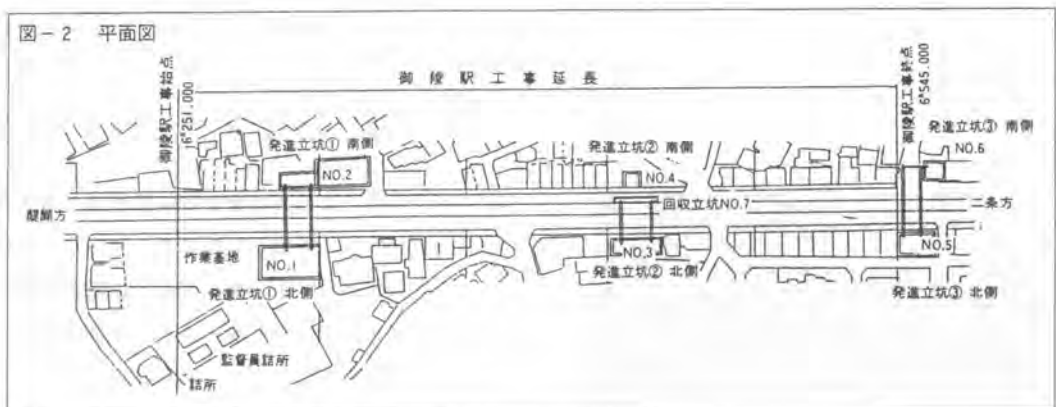 図-2 平面図
御陵駅工事始点
6k251.000
御陵駅工事延長
御陵駅工事終点
6k545.000
発進立坑① 南側
発進立坑② 南側
発進立坑③ 南側
NO.2
NO.4
NO.6
醍醐方
回収立坑NO.7
二条方
作業基地
NO.1
NO.3
NO.5
発進立坑① 北側
発進立坑② 北側
発進立坑③ 北側
監督員詰所
詰所